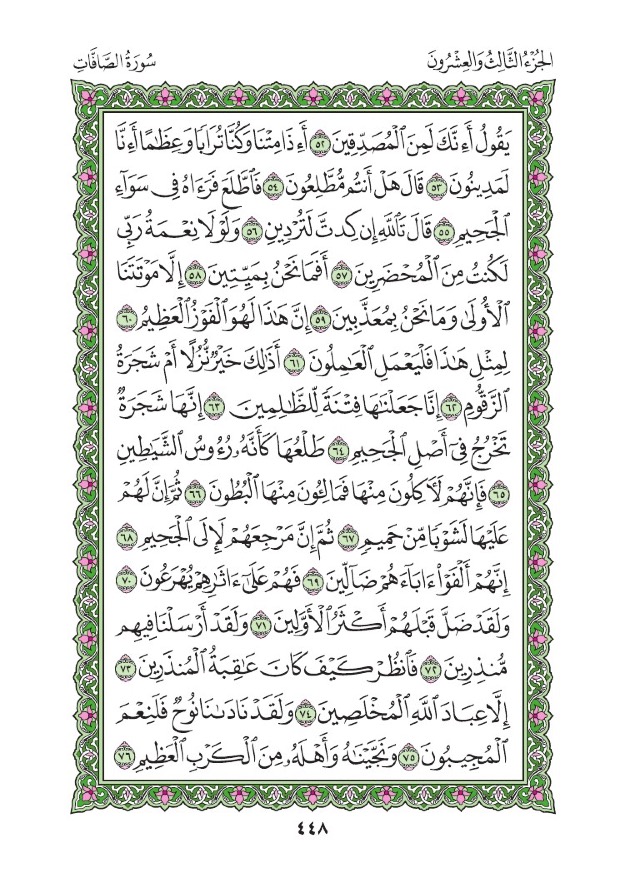 الجُزْءُ الثَّالِثُ وَالعِشْرُونَ
سُورَةُ الصَّافَّاتِ
يَقُولُ أَءِنَّكَ لَمِنَ ٱلْمُصَدِّقِينَ ٥٢ أَءِذَا مِتْنَا وَكُنَّا تُرَابًا وَعِظَٰمًا أَءِنَّا
لَمَدِينُونَ ٥٣ قَالَ هَلْ أَنتُم مُّطَّلِعُونَ ٥٤ فَٱطَّلَعَ فَرَءَاهُ فِى سَوَآءِ
ٱلْجَحِيمِ ٥٥ قَالَ تَٱللَّهِ إِن كِدتَّ لَتُرْدِينِ ٥٦ وَلَوْلَا نِعْمَةُ رَبِّى
لَكُنتُ مِنَ ٱلْمُحْضَرِينَ ٥٧ أَفَمَا نَحْنُ بِمَيِّتِينَ ٥٨ إِلَّا مَوْتَتَنَا
ٱلْأُولَىٰ وَمَا نَحْنُ بِمُعَذَّبِينَ ٥٩ إِنَّ هَٰذَا لَهُوَ ٱلْفَوْزُ ٱلْعَظِيمُ ٦٠
لِمِثْلِ هَٰذَا فَلْيَعْمَلِ ٱلْعَٰمِلُونَ ٦١ أَذَٰلِكَ خَيْرٌ نُّزُلًا أَمْ شَجَرَةُ
ٱلزَّقُّومِ ٦٢ إِنَّا جَعَلْنَٰهَا فِتْنَةً لِّلظَّٰلِمِينَ ٦٣ إِنَّهَا شَجَرَةٌ
تَخْرُجُ فِىٓ أَصْلِ ٱلْجَحِيمِ ٦٤ طَلْعُهَا كَأَنَّهُۥ رُءُوسُ ٱلشَّيَٰطِينِ
٦٥ فَإِنَّهُمْ لَءَاكِلُونَ مِنْهَا فَمَالِـُٔونَ مِنْهَا ٱلْبُطُونَ ٦٦ ثُمَّ إِنَّ لَهُمْ
عَلَيْهَا لَشَوْبًا مِّنْ حَمِيمٍ ٦٧ ثُمَّ إِنَّ مَرْجِعَهُمْ لَإِلَى ٱلْجَحِيمِ ٦٨
إِنَّهُمْ أَلْفَوْا۟ ءَابَآءَهُمْ ضَآلِّينَ ٦٩ فَهُمْ عَلَىٰٓ ءَاثَٰرِهِمْ يُهْرَعُونَ ٧٠
وَلَقَدْ ضَلَّ قَبْلَهُمْ أَكْثَرُ ٱلْأَوَّلِينَ ٧١ وَلَقَدْ أَرْسَلْنَا فِيهِم
مُّنذِرِينَ ٧٢ فَٱنظُرْ كَيْفَ كَانَ عَٰقِبَةُ ٱلْمُنذَرِينَ ٧٣
إِلَّا عِبَادَ ٱللَّهِ ٱلْمُخْلَصِينَ ٧٤ وَلَقَدْ نَادَىٰنَا نُوحٌ فَلَنِعْمَ
ٱلْمُجِيبُونَ ٧٥ وَنَجَّيْنَٰهُ وَأَهْلَهُۥ مِنَ ٱلْكَرْبِ ٱلْعَظِيمِ ٧٦
٤٤٨